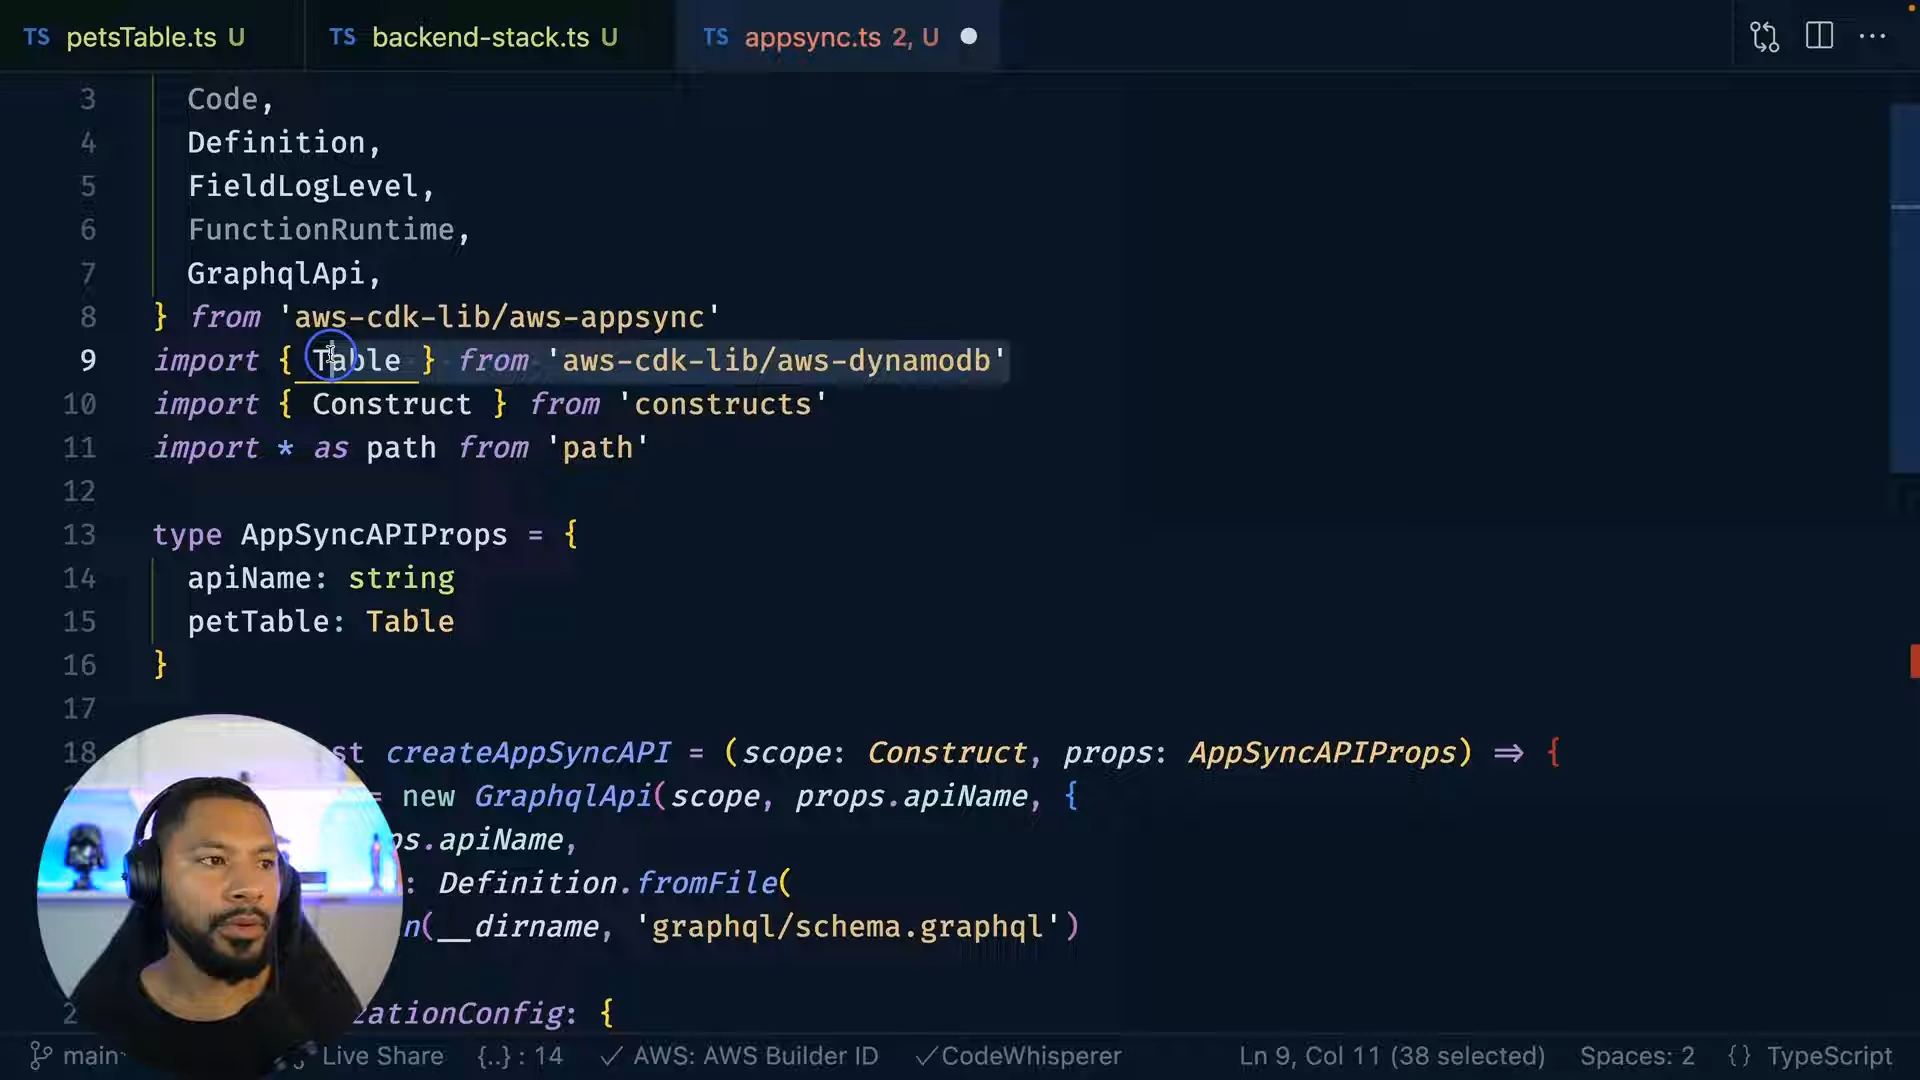 TS petsTable.ts U
TS backend-stack.ts U
TS appsync.ts 2, U
3 Code,
4 Definition,
5 FieldLogLevel,
6 FunctionRuntime,
7 GraphqlApi,
8 } from 'aws-cdk-lib/aws-appsync'
9 import { Table } from 'aws-cdk-lib/aws-dynamodb'
10 import { Construct } from 'constructs'
11 import * as path from 'path'
12
13 type AppSyncAPIProps = {
14 apiName: string
15 petTable: Table
16 }
17
18 st createAppSyncAPI = (scope: Construct, props: AppSyncAPIProps) => {
= new GraphqlApi(scope, props.apiName, {
ps.apiName,
: Definition.fromFile(
n(__dirname, 'graphql/schema.graphql')
2 zationConfig: {
main Live Share {..} : 14 ✓ AWS: AWS Builder ID ✓ CodeWhisperer Ln 9, Col 11 (38 selected) Spaces: 2 {} TypeScript